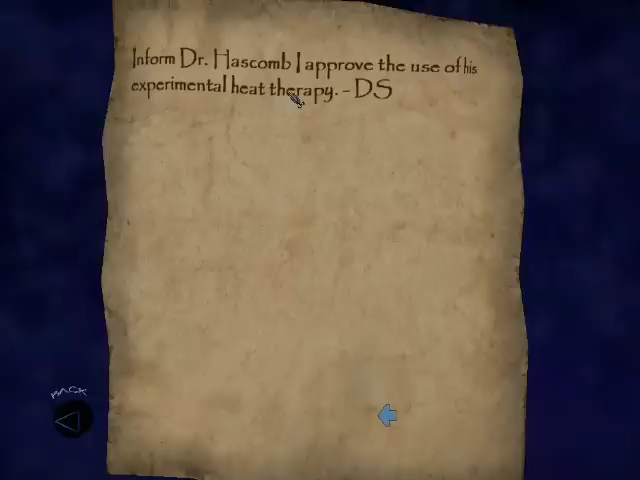 Inform Dr. Hascomb I approve the use of his
experimental heat therapy. - DS
BACK